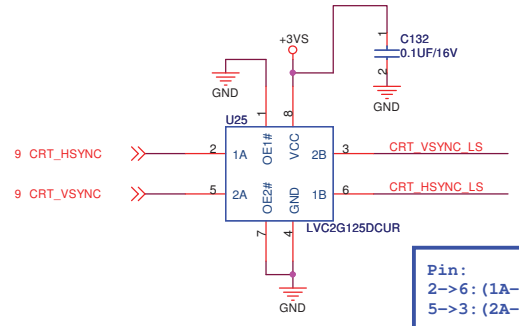 +3VS
1
C132
0.1UF/16V
2
GND
GND
1
8
U25
OE1#
VCC
9 CRT_HSYNC
2
1A
2B
3
CRT_VSYNC_LS
9 CRT_VSYNC
5
2A
1B
6
CRT_HSYNC_LS
OE2#
GND
LVC2G125DCUR
7
4
GND
Pin:
2->6:(1A-
5->3:(2A-